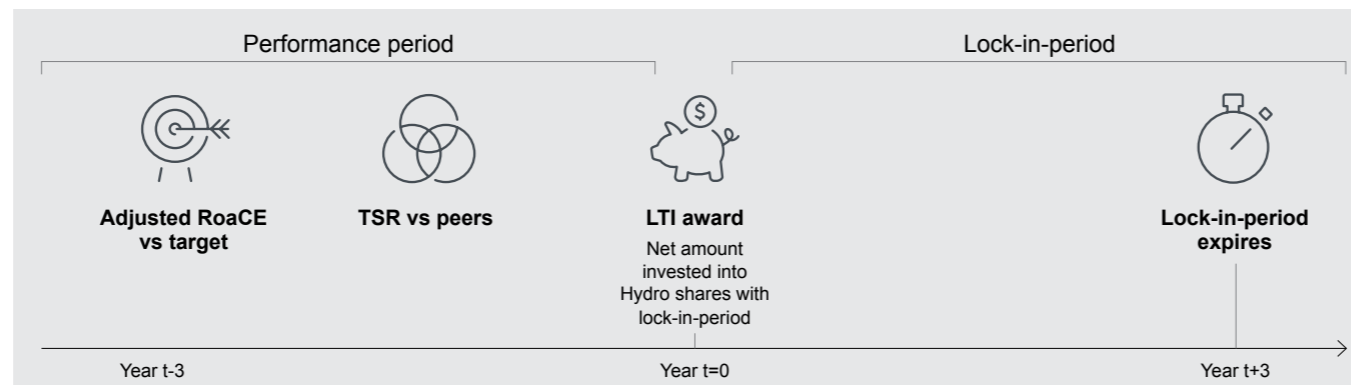 Performance period
Lock-in-period
$
Adjusted RoaCE
vs target
TSR vs peers
LTI award
Net amount
invested into
Hydro shares with
lock-in-period
Lock-in-period
expires
Year t-3
Year t=0
Year t+3